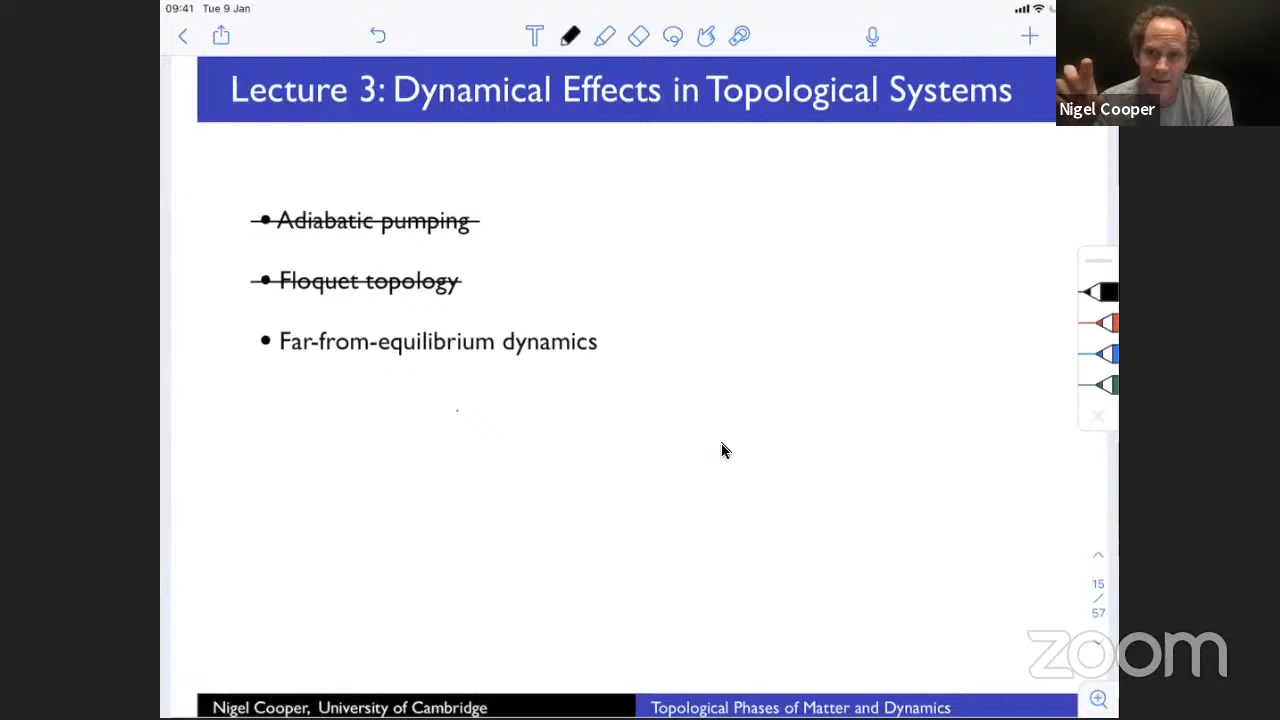 09:41 Tue 9 Jan
Lecture 3: Dynamical Effects in Topological Systems
Nigel Cooper
• Adiabatic pumping
• Floquet topology
• Far-from-equilibrium dynamics
15
/
57
zoom
Nigel Cooper, University of Cambridge
Topological Phases of Matter and Dynamics